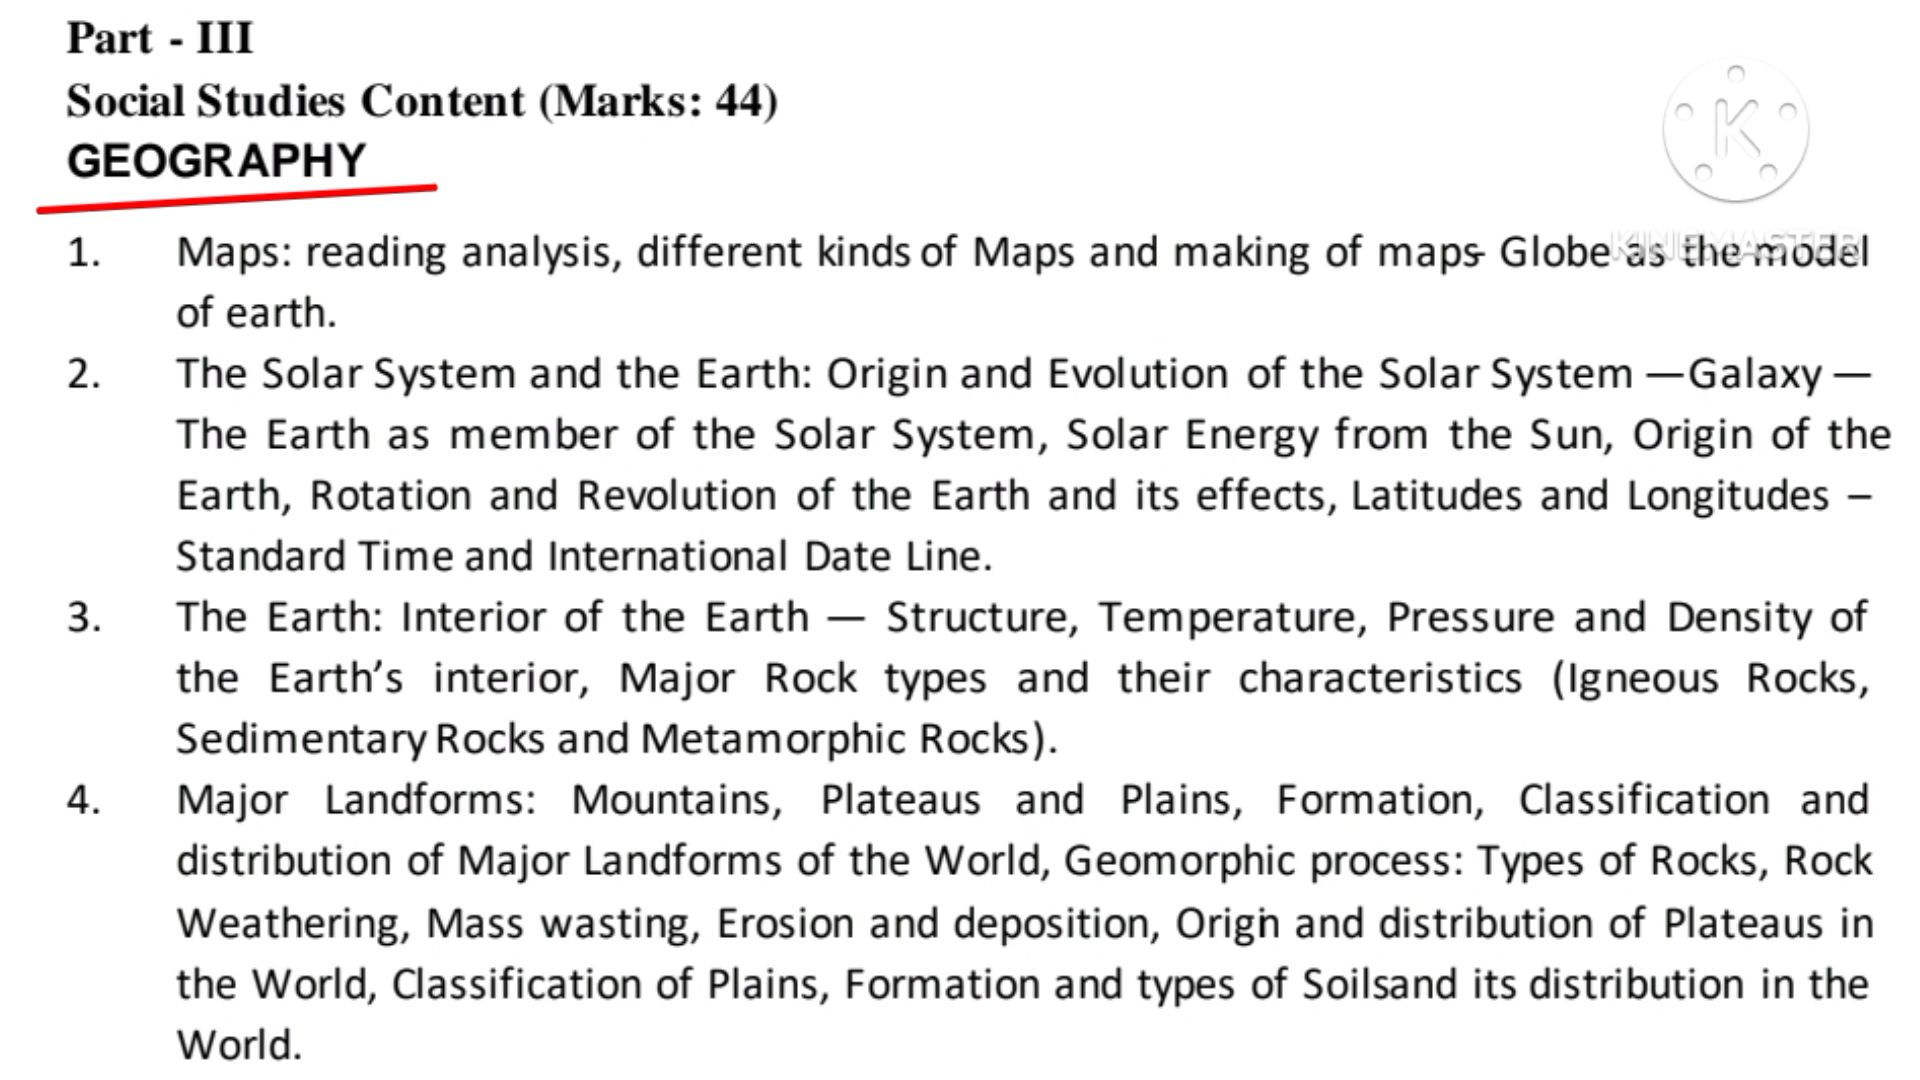 Part - III
Social Studies Content (Marks: 44)
GEOGRAPHY
K
KINEMASTER
1. Maps: reading analysis, different kinds of Maps and making of maps- Globe as the model
of earth.
2. The Solar System and the Earth: Origin and Evolution of the Solar System —Galaxy —
The Earth as member of the Solar System, Solar Energy from the Sun, Origin of the
Earth, Rotation and Revolution of the Earth and its effects, Latitudes and Longitudes –
Standard Time and International Date Line.
3. The Earth: Interior of the Earth — Structure, Temperature, Pressure and Density of
the Earth’s interior, Major Rock types and their characteristics (Igneous Rocks,
Sedimentary Rocks and Metamorphic Rocks).
4. Major Landforms: Mountains, Plateaus and Plains, Formation, Classification and
distribution of Major Landforms of the World, Geomorphic process: Types of Rocks, Rock
Weathering, Mass wasting, Erosion and deposition, Origin and distribution of Plateaus in
the World, Classification of Plains, Formation and types of Soilsand its distribution in the
World.